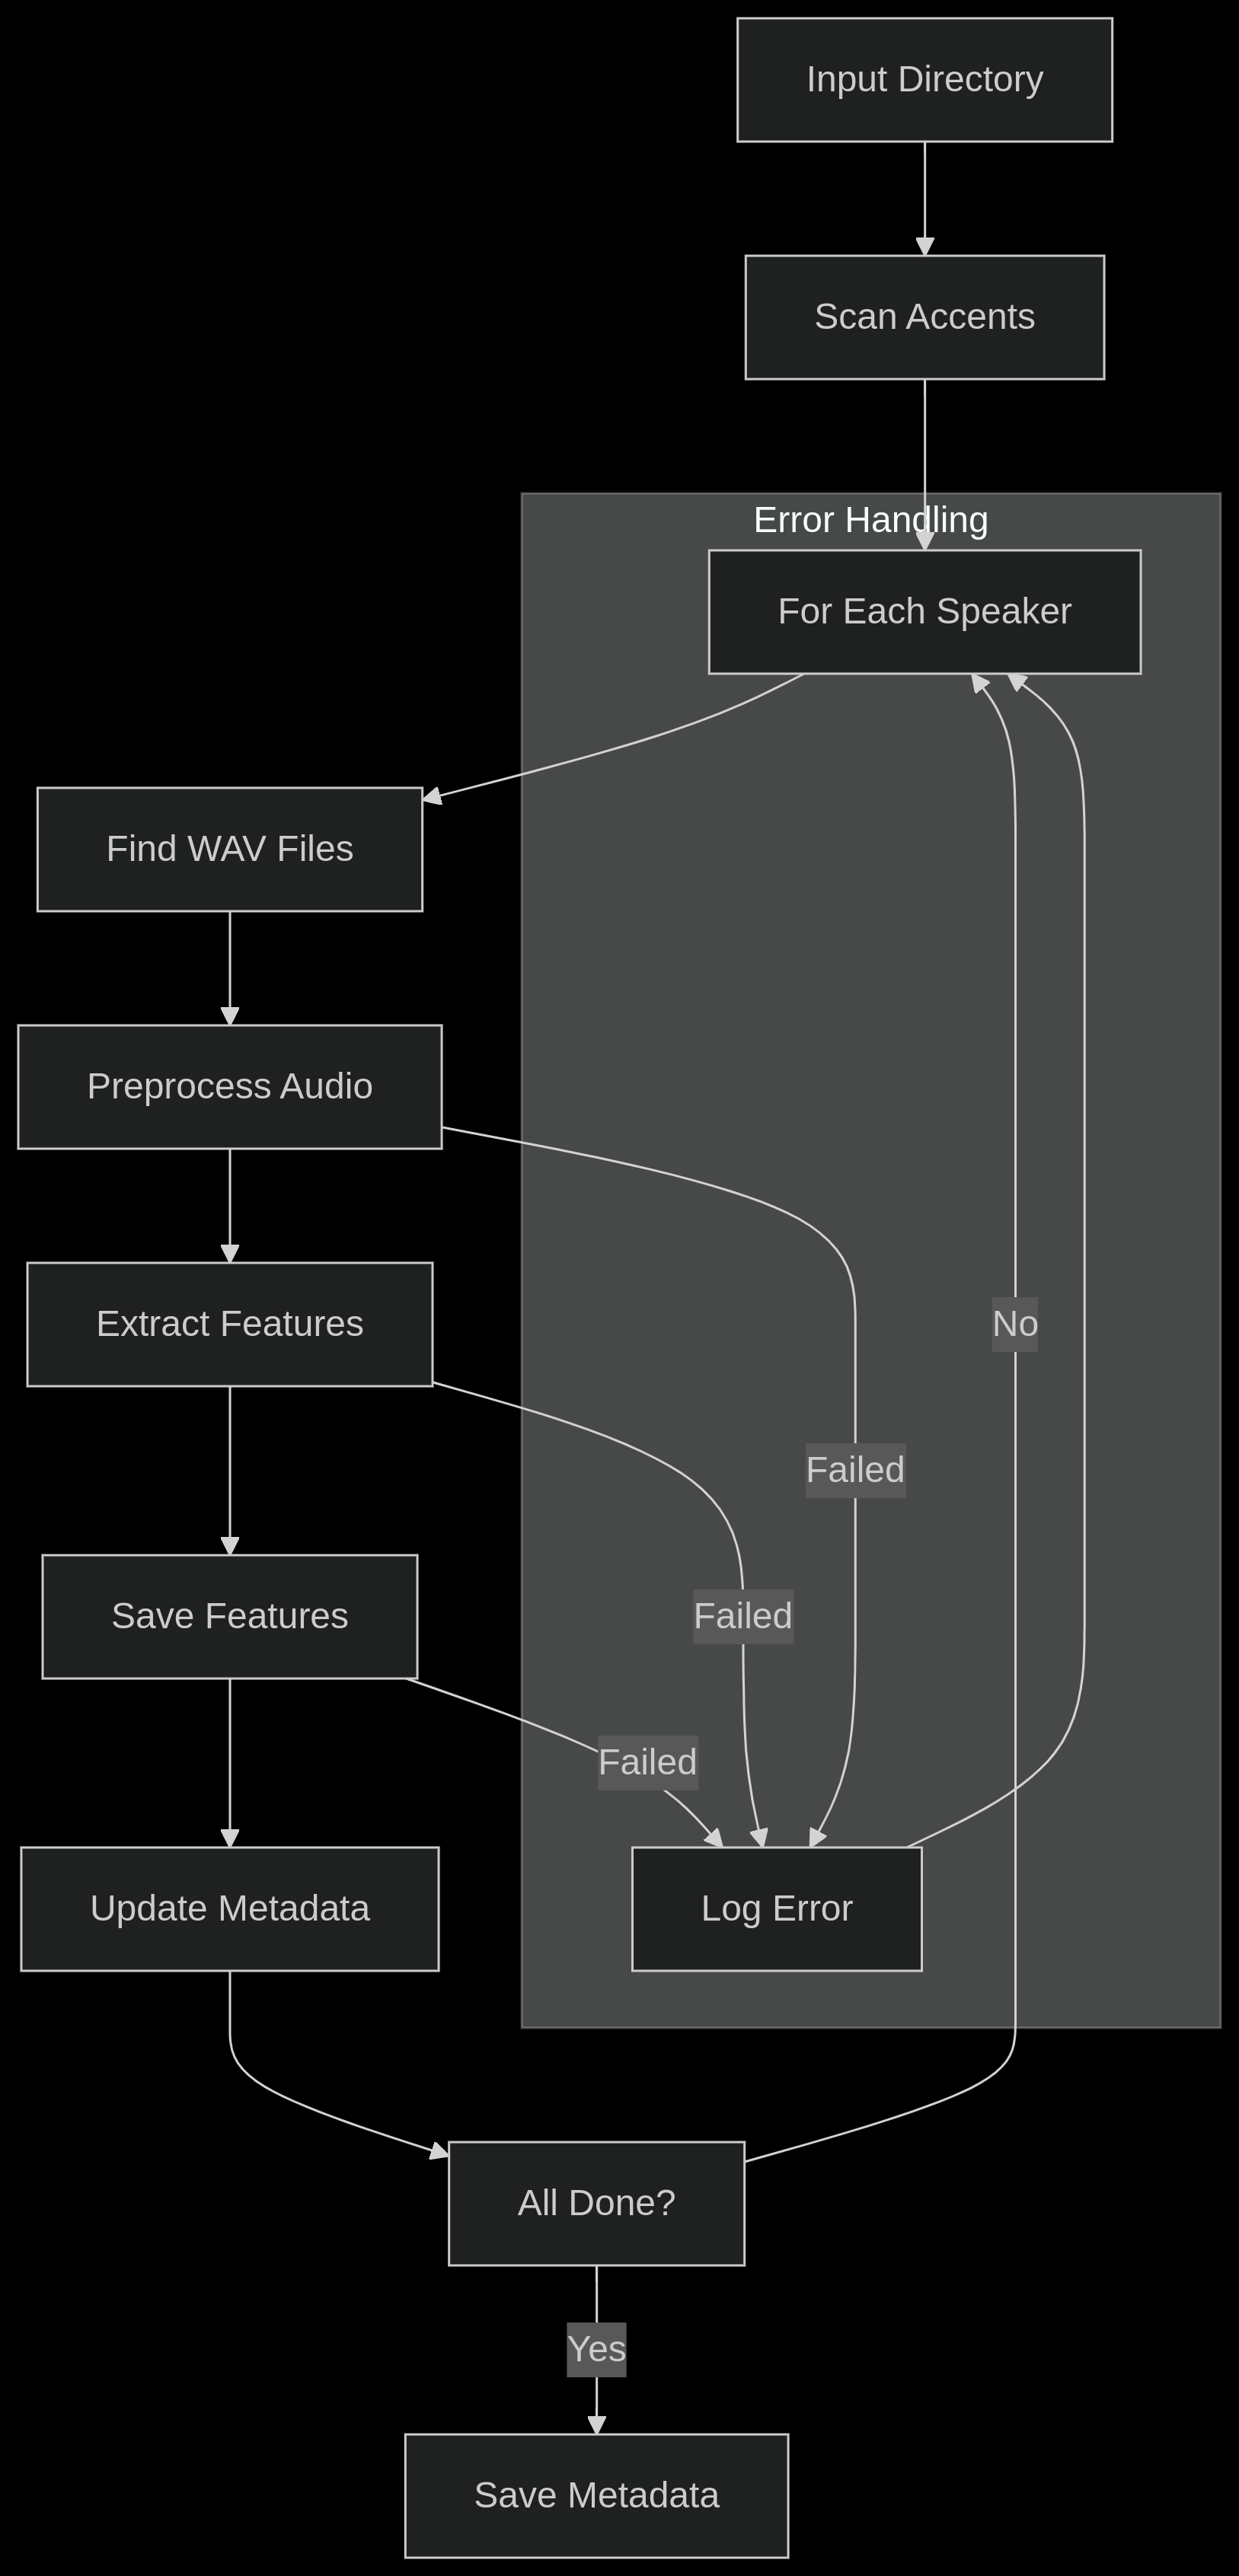 Input Directory
Scan Accents
Error Handling
For Each Speaker
Find WAV Files
Preprocess Audio
Extract Features
No
Failed
Save Features
Failed
Failed
Update Metadata
Log Error
All Done?
Yes
Save Metadata